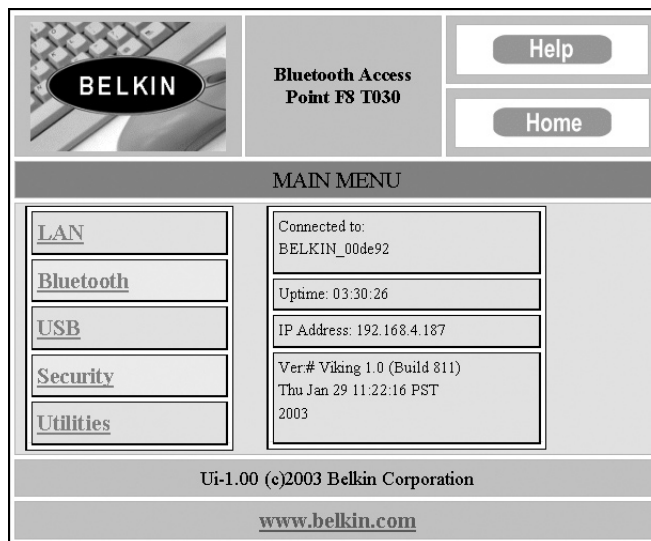 BELKIN
Bluetooth Access
Point F8 T030
Help
Home
MAIN MENU
LAN
Bluetooth
USB
Security
Utilities
Connected to:
BELKIN_00de92
Uptime: 03:30:26
IP Address: 192.168.4.187
Ver:# Viking 1.0 (Build 811)
Thu Jan 29 11:22:16 PST
2003
Ui-1.00 (c)2003 Belkin Corporation
www.belkin.com